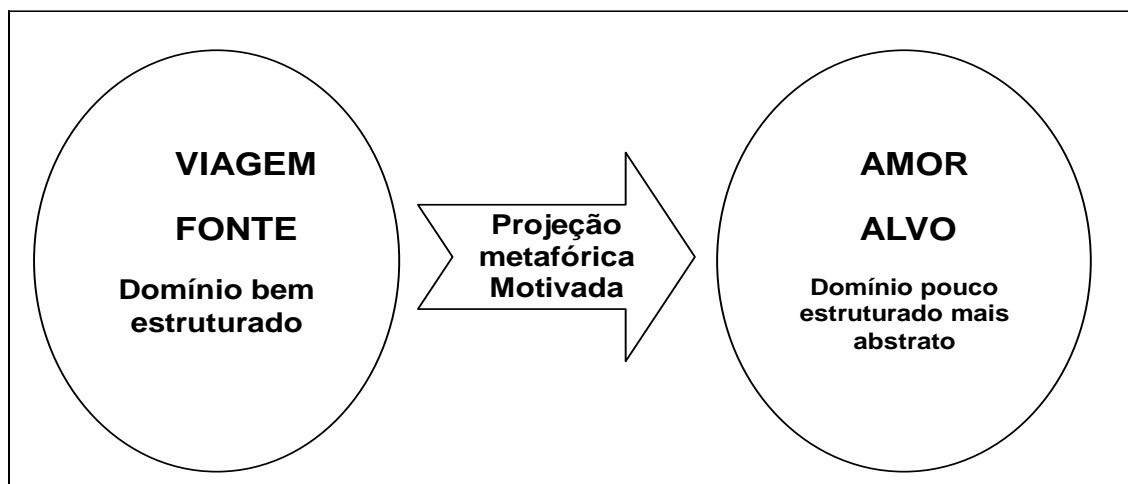 VIAGEM
FONTE
Domínio bem
estruturado
Projeção
metafórica
Motivada
AMOR
ALVO
Domínio pouco
estruturado mais
abstrato